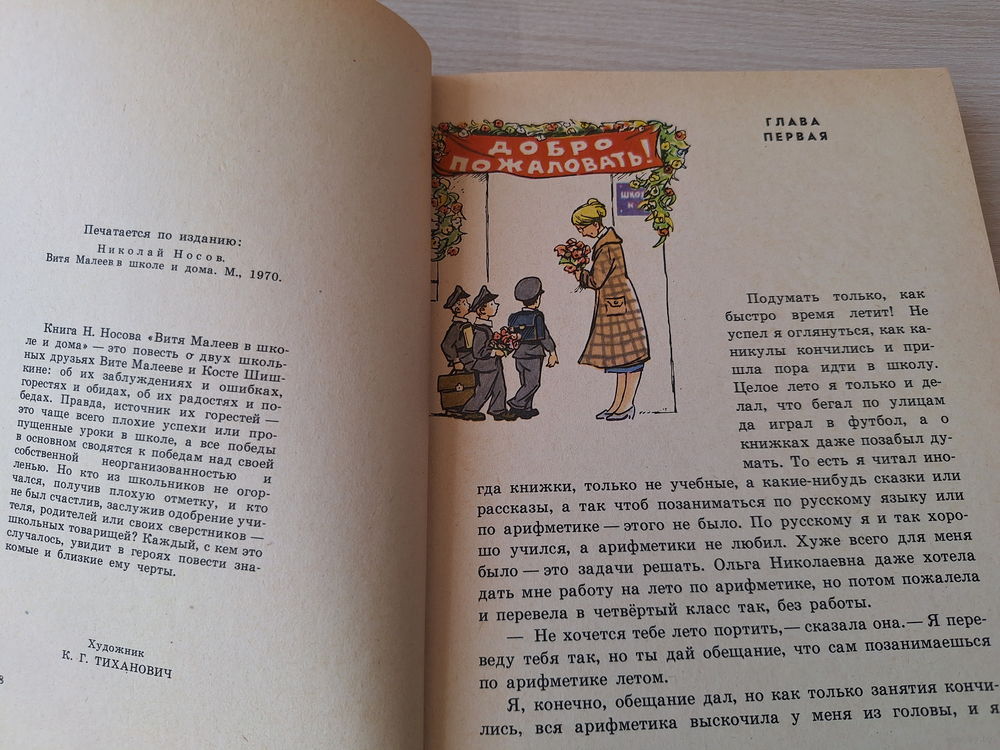 Печатается по изданию:
Николай Носов.
Витя Малеев в школе и дома. М., 1970.
Книга Н. Носова «Витя Малеев в шко-
ле и дома» — это повесть о двух школь-
ных друзьях Вите Малееве и Косте Шиш-
кине: об их заблуждениях и ошибках,
горестях и обидах, об их радостях и по-
бедах. Правда, источник их горестей —
это чаще всего плохие успехи или про-
пущенные уроки в школе, а все победы
в основном сводятся к победам над своей
собственной неорганизованностью и
ленью. Но кто из школьников не огор-
чался, получив плохую отметку, и кто
не был счастлив, заслужив одобрение учи-
теля, родителей или своих сверстников —
школьных товарищей? Каждый, с кем это
случалось, увидит в героях повести зна-
комые и близкие ему черты.
Художник
К. Г. ТИХАНОВИЧ
8
ДОБРО
ПОЖАЛОВАТЬ!
ШКОЛ
ГЛАВА
ПЕРВАЯ
Подумать только, как
быстро время летит! Не
успел я оглянуться, как ка-
никулы кончились и при-
шла пора идти в школу.
Целое лето я только и де-
лал, что бегал по улицам
да играл в футбол, а о
книжках даже позабыл ду-
мать. То есть я читал ино-
гда книжки, только не учебные, а какие-нибудь сказки или
рассказы, а так чтоб позаниматься по русскому языку или
по арифметике — этого не было. По русскому я и так хоро-
шо учился, а арифметики не любил. Хуже всего для меня
было — это задачи решать. Ольга Николаевна даже хотела
дать мне работу на лето по арифметике, но потом пожалела
и перевела в четвёртый класс так, без работы.
— Не хочется тебе лето портить,— сказала она.— Я пере-
веду тебя так, но ты дай обещание, что сам позанимаешься
по арифметике летом.
Я, конечно, обещание дал, но как только занятия кончи-
лись, вся арифметика выскочила у меня из головы, и я